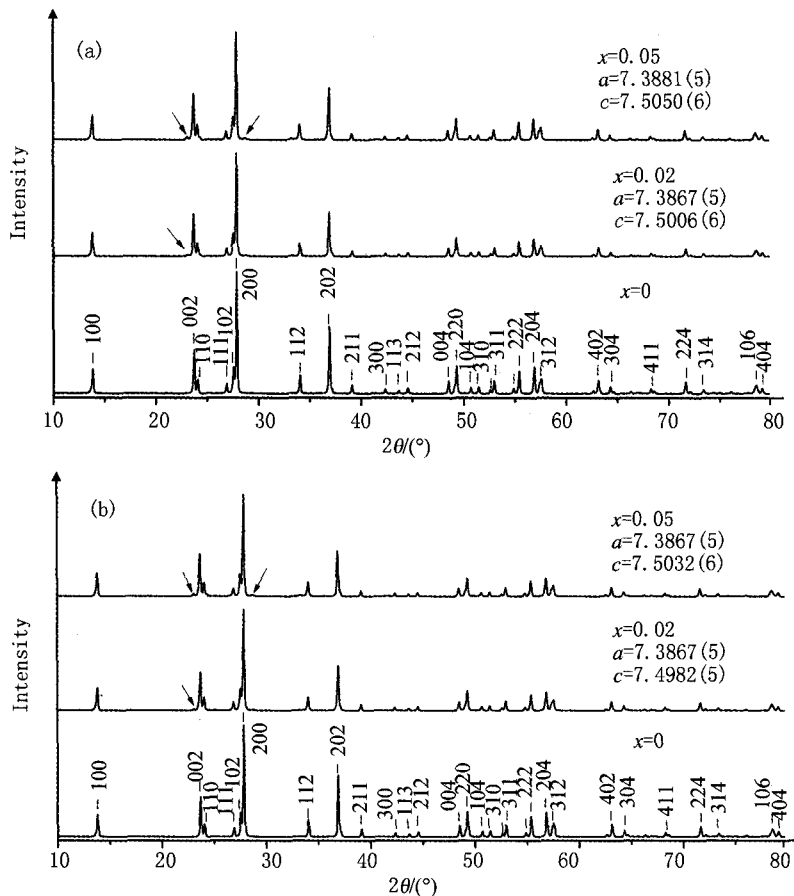 (a)
x=0.05
a=7.3881(5)
c=7.5050(6)
x=0.02
a=7.3867(5)
c=7.5006(6)
x=0
Intensity
100
002
110
111
102
200
112
202
211
300
113
212
004
220
104
310
311
222
204
312
402
304
411
224
314
106
404
10 20 30 40 50 60 70 80
2θ/(°)
(b)
x=0.05
a=7.3867(5)
c=7.5032(6)
x=0.02
a=7.3867(5)
c=7.4982(5)
x=0
Intensity
100
002
110
111
102
200
112
202
211
300
113
212
004
220
104
310
311
222
204
312
402
304
411
224
314
106
404
10 20 30 40 50 60 70 80
2θ/(°)